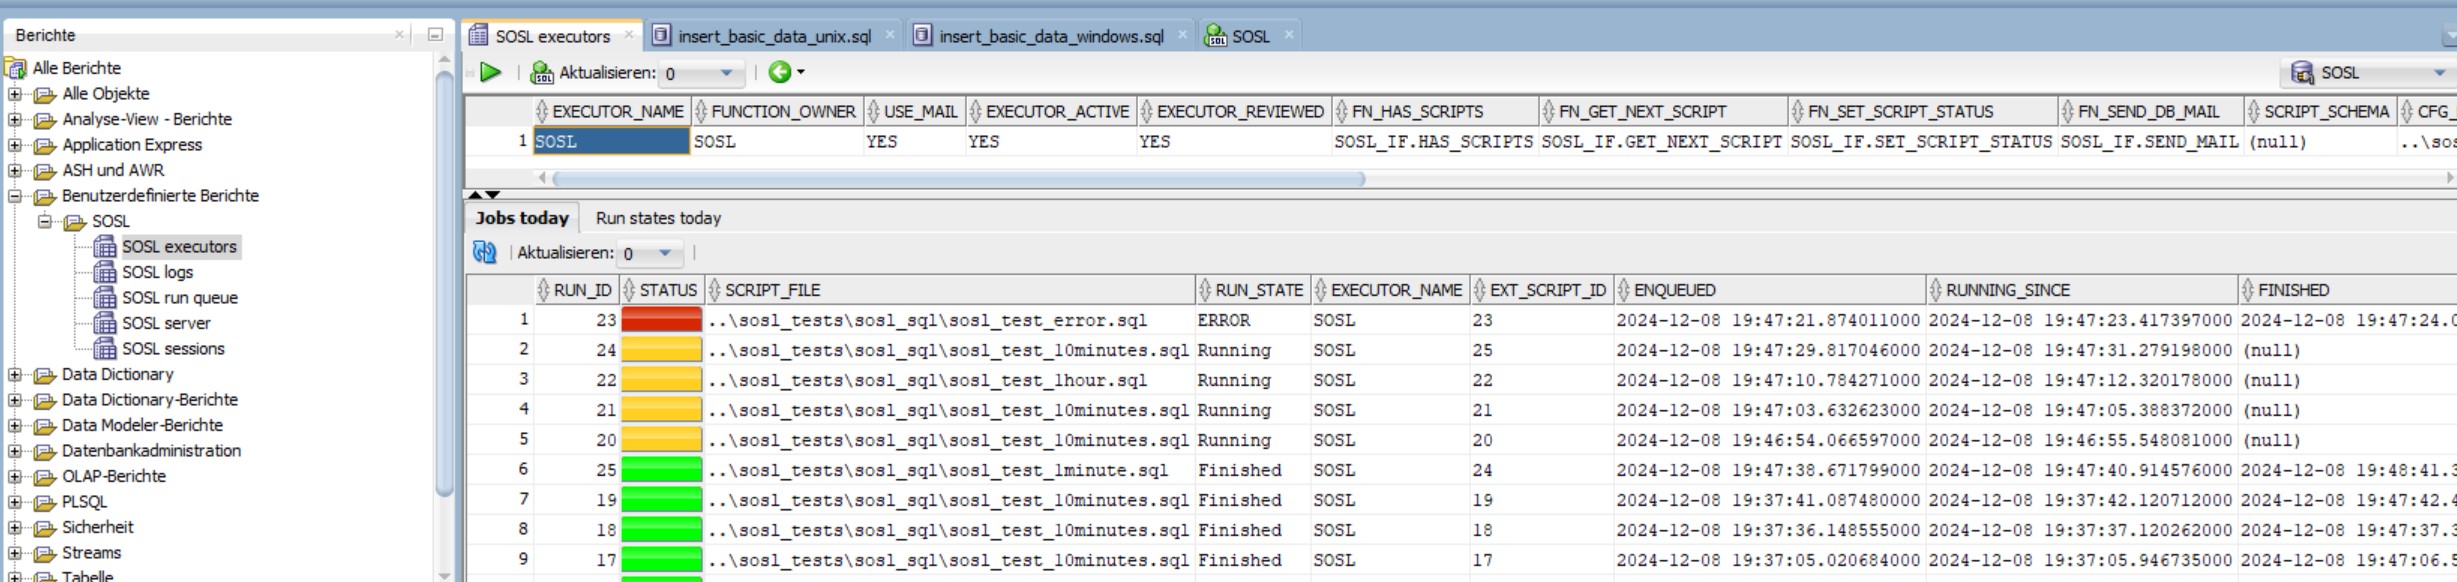 Berichte
Alle Berichte
Alle Objekte
Analyse-View - Berichte
Application Express
ASH und AWR
Benutzerdefinierte Berichte
SOSL
SOSL executors
SOSL logs
SOSL run queue
SOSL server
SOSL sessions
Data Dictionary
Data Dictionary-Berichte
Data Modeler-Berichte
Datenbankadministration
OLAP-Berichte
PLSQL
Sicherheit
Streams
Tabelle
SOSL executors insert_basic_data_unix.sql insert_basic_data_windows.sql SOSL
Aktualisieren: 0 SOSL
EXECUTOR_NAME FUNCTION_OWNER USE_MAIL EXECUTOR_ACTIVE EXECUTOR_REVIEWED FN_HAS_SCRIPTS FN_GET_NEXT_SCRIPT FN_SET_SCRIPT_STATUS FN_SEND_DB_MAIL SCRIPT_SCHEMA CFG_
1 SOSL SOSL YES YES YES SOSL_IF.HAS_SCRIPTS SOSL_IF.GET_NEXT_SCRIPT SOSL_IF.SET_SCRIPT_STATUS SOSL_IF.SEND_MAIL (null) ..\sos
Jobs today Run states today
Aktualisieren: 0
RUN_ID STATUS SCRIPT_FILE RUN_STATE EXECUTOR_NAME EXT_SCRIPT_ID ENQUEUED RUNNING_SINCE FINISHED
1 23 ..\sosl_tests\sosl_sql\sosl_test_error.sql ERROR SOSL 23 2024-12-08 19:47:21.874011000 2024-12-08 19:47:23.417397000 2024-12-08 19:47:24.0
2 24 ..\sosl_tests\sosl_sql\sosl_test_10minutes.sql Running SOSL 25 2024-12-08 19:47:29.817046000 2024-12-08 19:47:31.279198000 (null)
3 22 ..\sosl_tests\sosl_sql\sosl_test_1hour.sql Running SOSL 22 2024-12-08 19:47:10.784271000 2024-12-08 19:47:12.320178000 (null)
4 21 ..\sosl_tests\sosl_sql\sosl_test_10minutes.sql Running SOSL 21 2024-12-08 19:47:03.632623000 2024-12-08 19:47:05.388372000 (null)
5 20 ..\sosl_tests\sosl_sql\sosl_test_10minutes.sql Running SOSL 20 2024-12-08 19:46:54.066597000 2024-12-08 19:46:55.548081000 (null)
6 25 ..\sosl_tests\sosl_sql\sosl_test_1minute.sql Finished SOSL 24 2024-12-08 19:47:38.671799000 2024-12-08 19:47:40.914576000 2024-12-08 19:48:41.3
7 19 ..\sosl_tests\sosl_sql\sosl_test_10minutes.sql Finished SOSL 19 2024-12-08 19:37:41.087480000 2024-12-08 19:37:42.120712000 2024-12-08 19:47:42.4
8 18 ..\sosl_tests\sosl_sql\sosl_test_10minutes.sql Finished SOSL 18 2024-12-08 19:37:36.148555000 2024-12-08 19:37:37.120262000 2024-12-08 19:47:37.3
9 17 ..\sosl_tests\sosl_sql\sosl_test_10minutes.sql Finished SOSL 17 2024-12-08 19:37:05.020684000 2024-12-08 19:37:05.946735000 2024-12-08 19:47:06.5